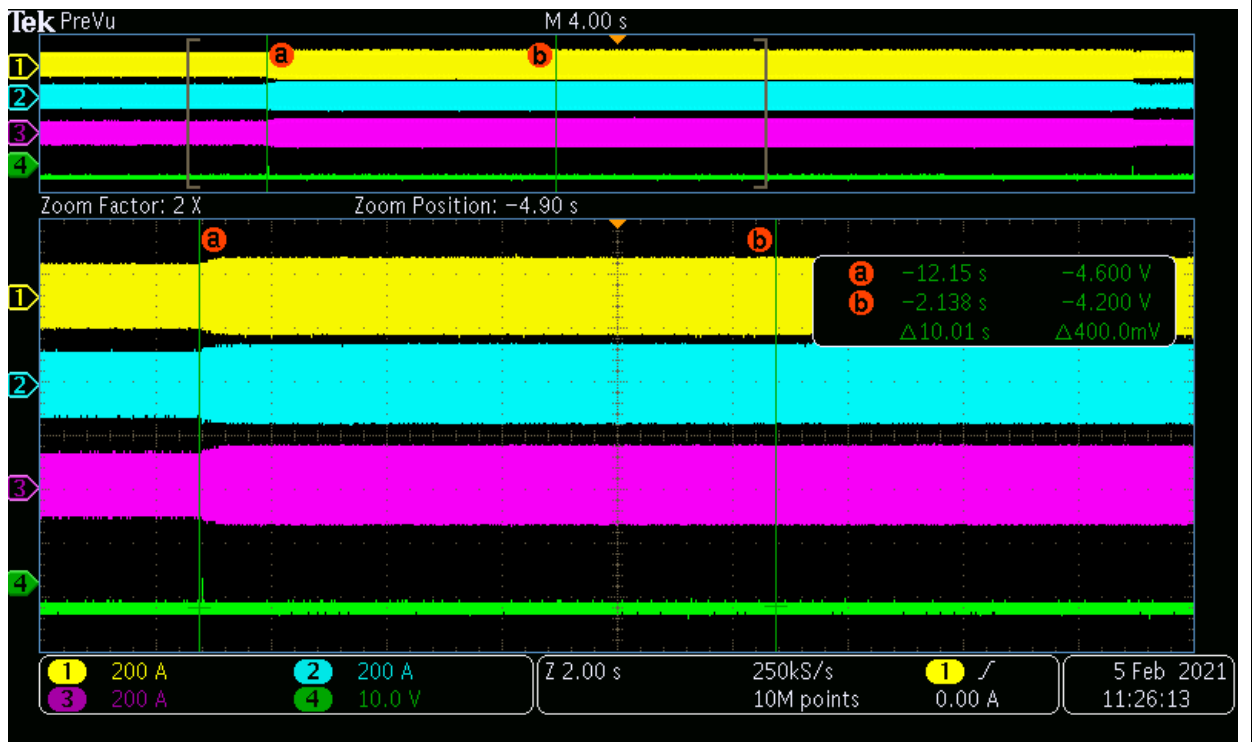 Tek PreVu M 4.00 s
a b
1
2
3
4
Zoom Factor: 2 X Zoom Position: −4.90 s
a b
a −12.15 s −4.600 V
b −2.138 s −4.200 V
△10.01 s △400.0mV
1
2
3
4
1 200 A 2 200 A Z 2.00 s 250kS/s 1 5 Feb 2021
3 200 A 4 10.0 V 10M points 0.00 A 11:26:13